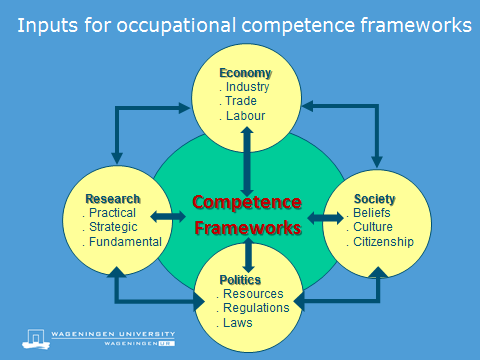 Inputs for occupational competence frameworks
Economy
. Industry
. Trade
. Labour
Research
. Practical
. Strategic
. Fundamental
Competence
Frameworks
Society
. Beliefs
. Culture
. Citizenship
Politics
. Resources
. Regulations
. Laws
WAGENINGEN UNIVERSITY
WAGENINGEN UR